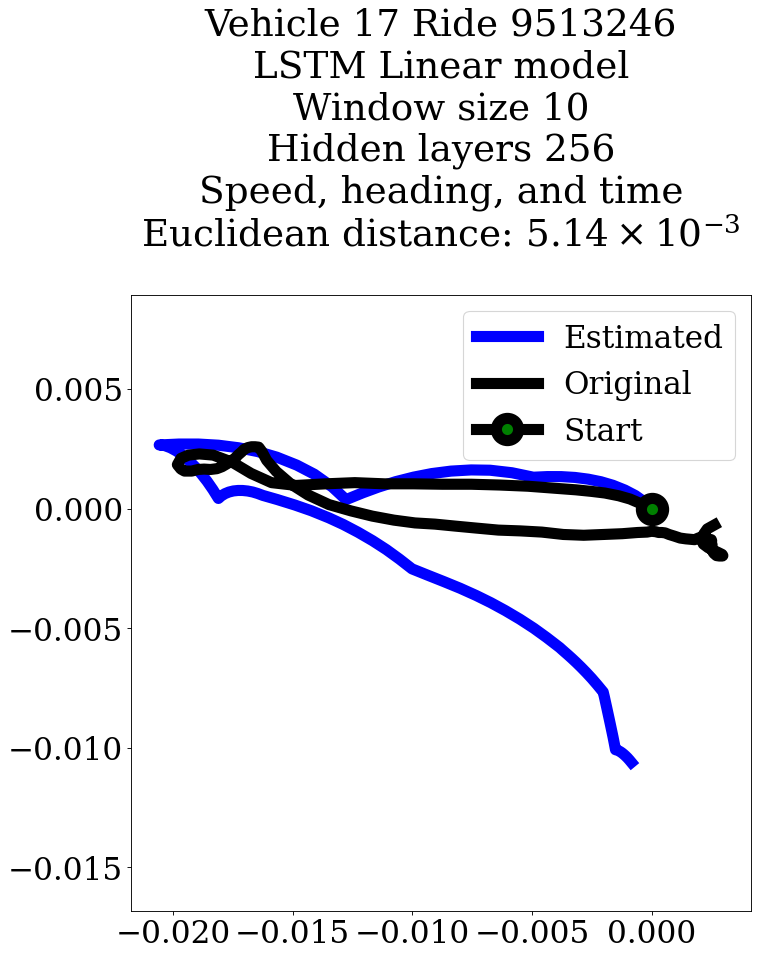 Vehicle 17 Ride 9513246
LSTM Linear model
Window size 10
Hidden layers 256
Speed, heading, and time
Euclidean distance: 5.14 × 10⁻³
Estimated
Original
Start
0.005
0.000
−0.005
−0.010
−0.015
−0.020 −0.015 −0.010 −0.005 0.000